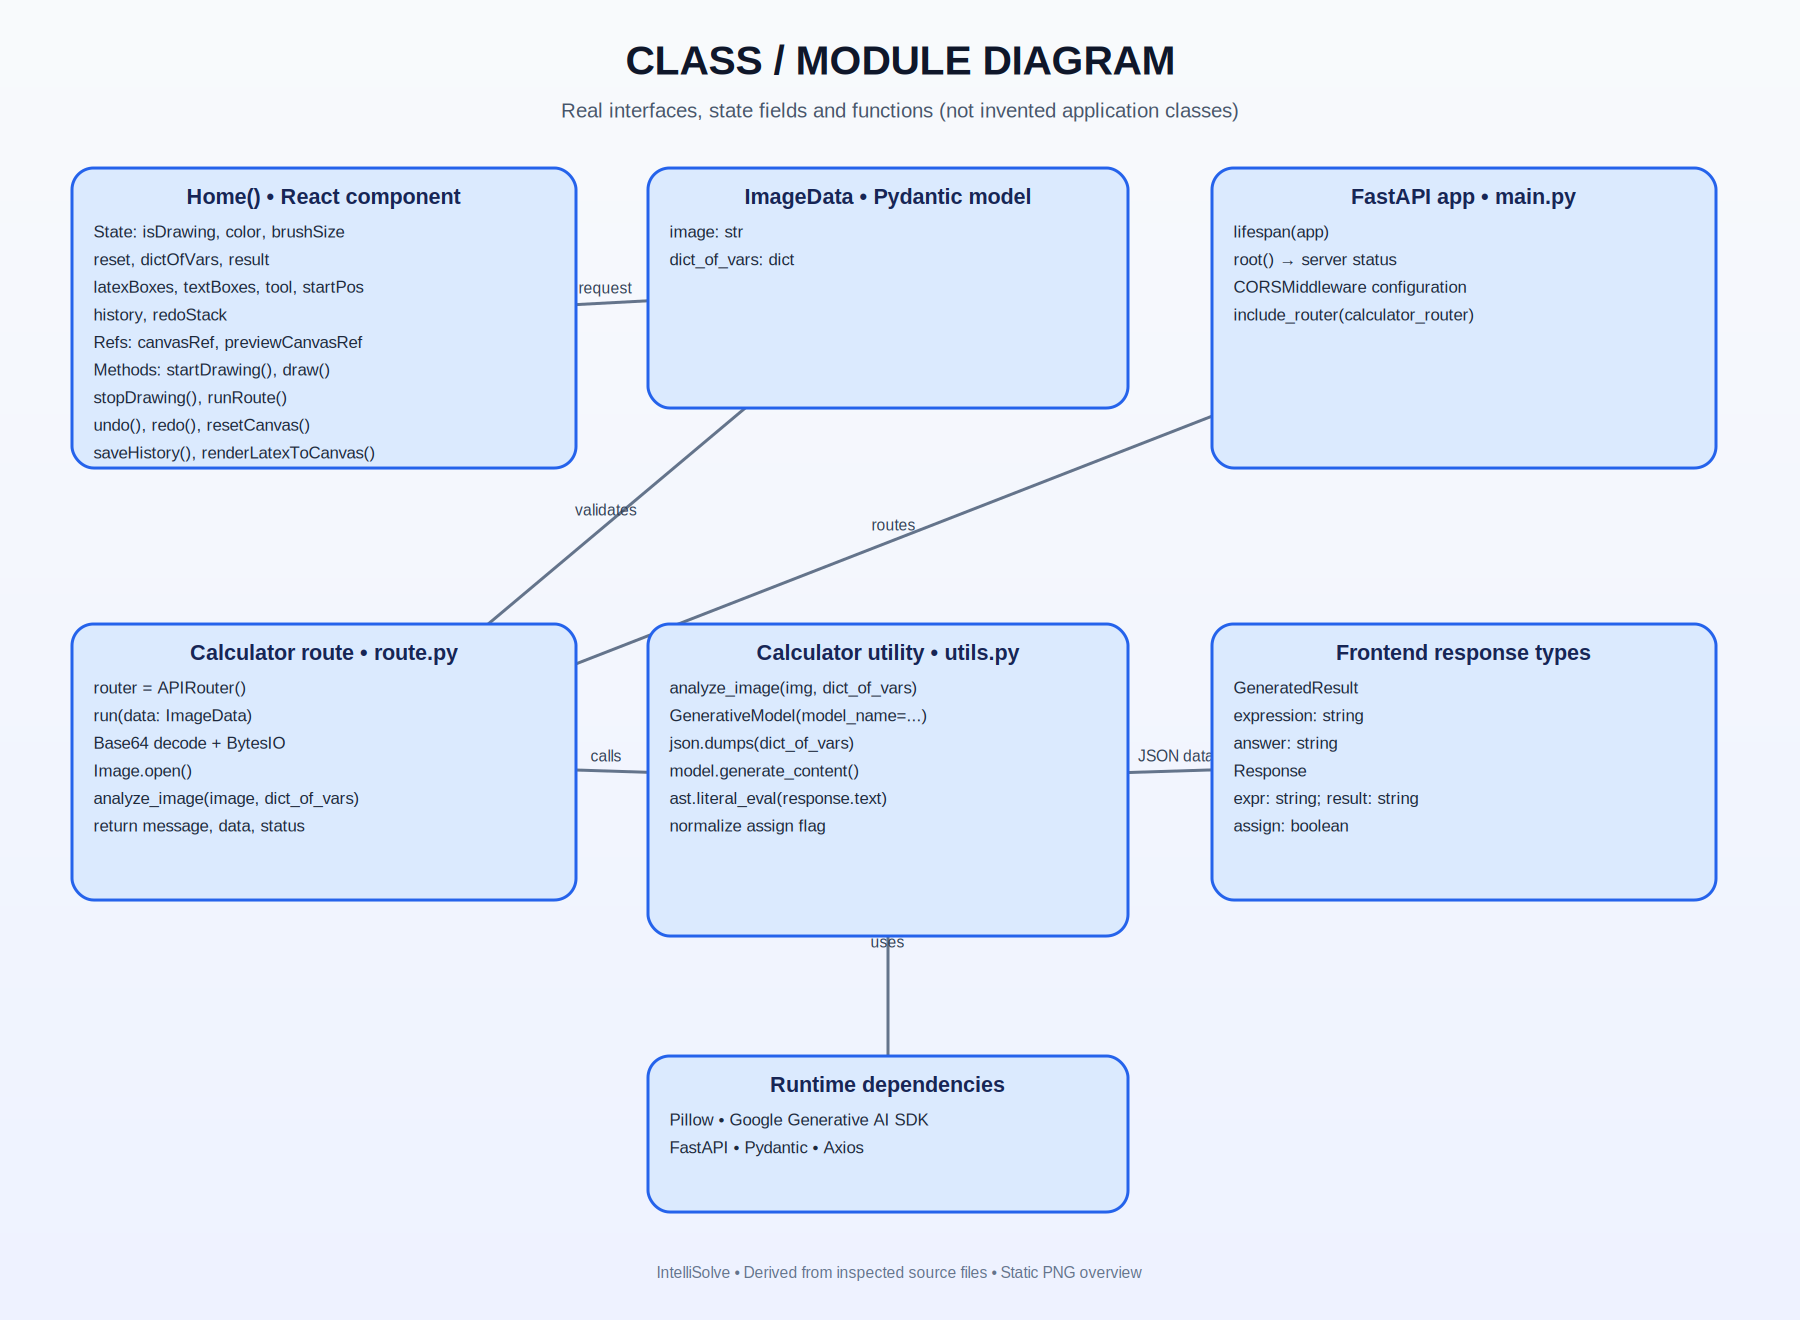 CLASS / MODULE DIAGRAM
Real interfaces, state fields and functions (not invented application classes)
Home() • React component
State: isDrawing, color, brushSize
reset, dictOfVars, result
latexBoxes, textBoxes, tool, startPos
history, redoStack
Refs: canvasRef, previewCanvasRef
Methods: startDrawing(), draw()
stopDrawing(), runRoute()
undo(), redo(), resetCanvas()
saveHistory(), renderLatexToCanvas()
request
ImageData • Pydantic model
image: str
dict_of_vars: dict
FastAPI app • main.py
lifespan(app)
root() → server status
CORSMiddleware configuration
include_router(calculator_router)
validates
routes
Calculator route • route.py
router = APIRouter()
run(data: ImageData)
Base64 decode + BytesIO
Image.open()
analyze_image(image, dict_of_vars)
return message, data, status
calls
Calculator utility • utils.py
analyze_image(img, dict_of_vars)
GenerativeModel(model_name=...)
json.dumps(dict_of_vars)
model.generate_content()
ast.literal_eval(response.text)
normalize assign flag
JSON data
Frontend response types
GeneratedResult
expression: string
answer: string
Response
expr: string; result: string
assign: boolean
uses
Runtime dependencies
Pillow • Google Generative AI SDK
FastAPI • Pydantic • Axios
IntelliSolve • Derived from inspected source files • Static PNG overview